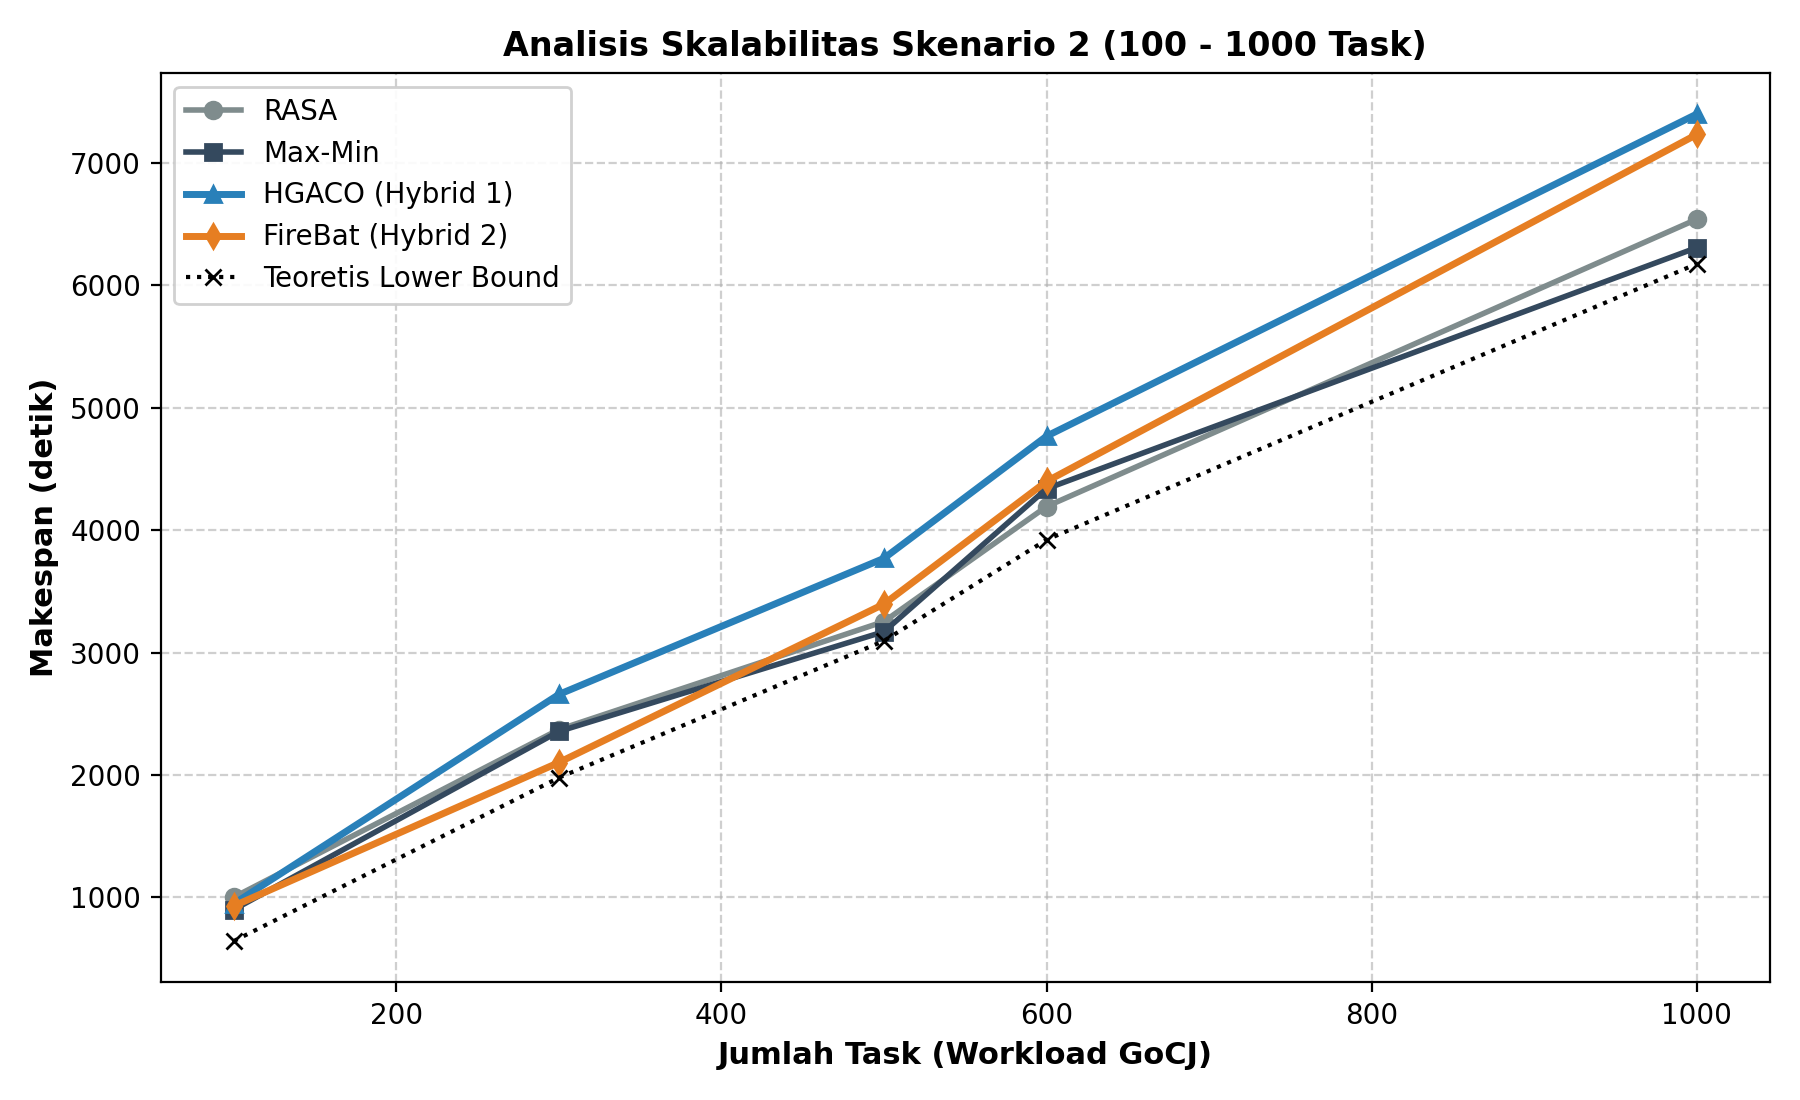 Analisis Skalabilitas Skenario 2 (100 - 1000 Task)
RASA
Max-Min
HGACO (Hybrid 1)
FireBat (Hybrid 2)
Teoretis Lower Bound
Makespan (detik)
7000
6000
5000
4000
3000
2000
1000
200
400
600
800
1000
Jumlah Task (Workload GoCJ)